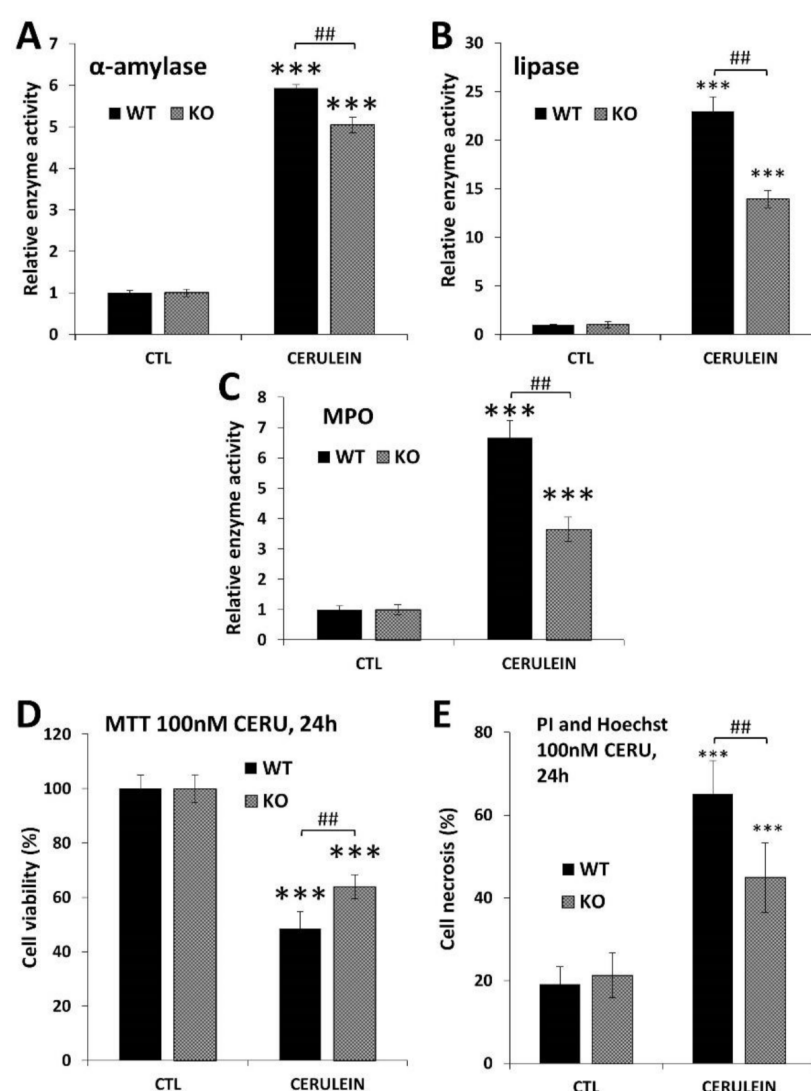 A
α-amylase
WT KO
***
##
***
Relative enzyme activity
7
6
5
4
3
2
1
0
CTL CERULEIN
B
lipase
WT KO
***
##
***
Relative enzyme activity
30
25
20
15
10
5
0
CTL CERULEIN
C
MPO
WT KO
***
##
***
Relative enzyme activity
8
7
6
5
4
3
2
1
0
CTL CERULEIN
D
MTT 100nM CERU, 24h
WT
KO
##
***
***
Cell viability (%)
120
100
80
60
40
20
0
CTL CERULEIN
E
PI and Hoechst
100nM CERU,
24h
WT
KO
##
***
***
Cell necrosis (%)
80
60
40
20
0
CTL CERULEIN